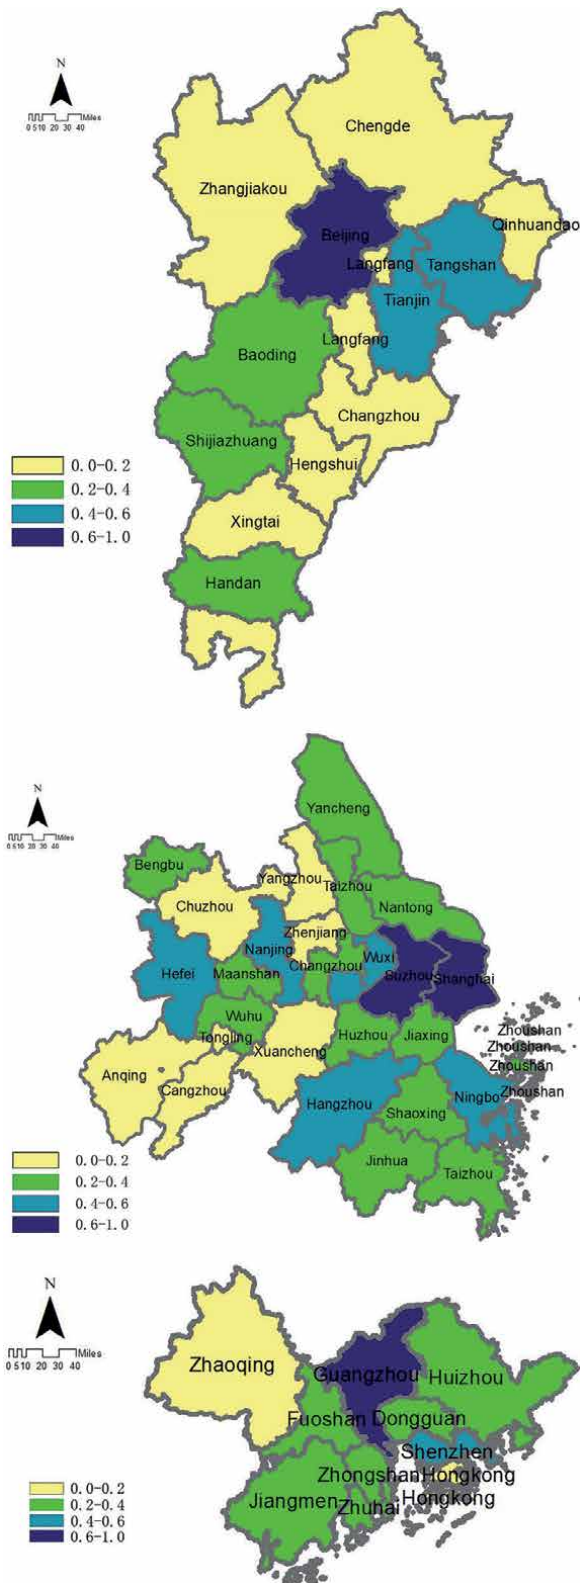 N
0 5 10 20 30 40 Miles
Chengde
Zhangjiakou
Qinhuandao
Beijing
Langfang
Tangshan
Tianjin
Langfang
Baoding
Changzhou
Shijiazhuang
Hengshui
0.0-0.2
0.2-0.4
0.4-0.6
0.6-1.0
Xingtai
Handan
N
0 5 10 20 30 40 Miles
Yancheng
Bengbu
Yangzhou
Taizhou
Chuzhou
Nantong
Zhenjiang
Nanjing
Wuxi
Hefei
Maanshan
Changzhou
Suzhou
Shanghai
Wuhu
Tongling
Huzhou
Jiaxing
Zhoushan
Zhoushan
Xuancheng
Zhoushan
Anqing
Cangzhou
Hangzhou
Ningbo
Zhoushan
Shaoxing
0.0-0.2
0.2-0.4
0.4-0.6
0.6-1.0
Jinhua
Taizhou
N
0 5 10 20 30 40 Miles
Zhaoqing
Guangzhou
Huizhou
Fuoshan
Dongguan
Shenzhen
Zhongshan
Hongkong
Jiangmen
Zhuhai
Hongkong
0.0-0.2
0.2-0.4
0.4-0.6
0.6-1.0